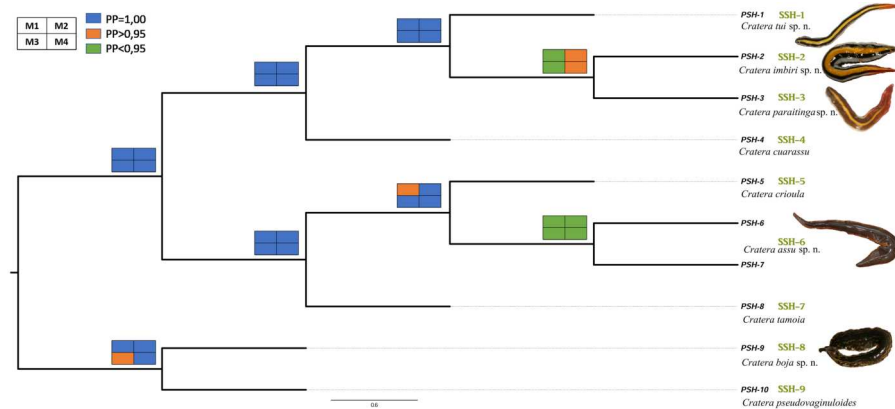 M1 M2
M3 M4
PP=1,00
PP>0,95
PP<0,95
PSH-1 SSH-1
Cratera tui sp. n.
PSH-2 SSH-2
Cratera imbiri sp. n.
PSH-3 SSH-3
Cratera paraitinga sp. n.
PSH-4 SSH-4
Cratera cuarassu
PSH-5 SSH-5
Cratera crioula
PSH-6
SSH-6
Cratera assu sp. n.
PSH-7
PSH-8 SSH-7
Cratera tamoia
PSH-9 SSH-8
Cratera boja sp. n.
PSH-10 SSH-9
Cratera pseudovaginuloides
0.6